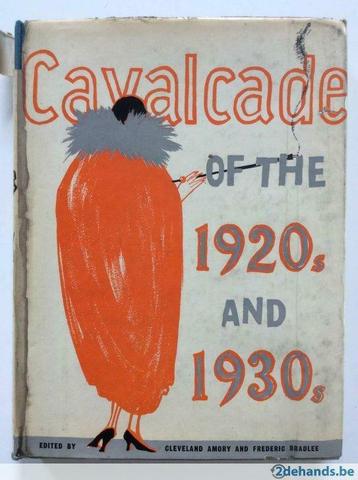 Cavalcade
OF THE
1920s
AND
1930s
EDITED BY CLEVELAND AMORY AND FREDERIC BRADLEE
2dehands.be